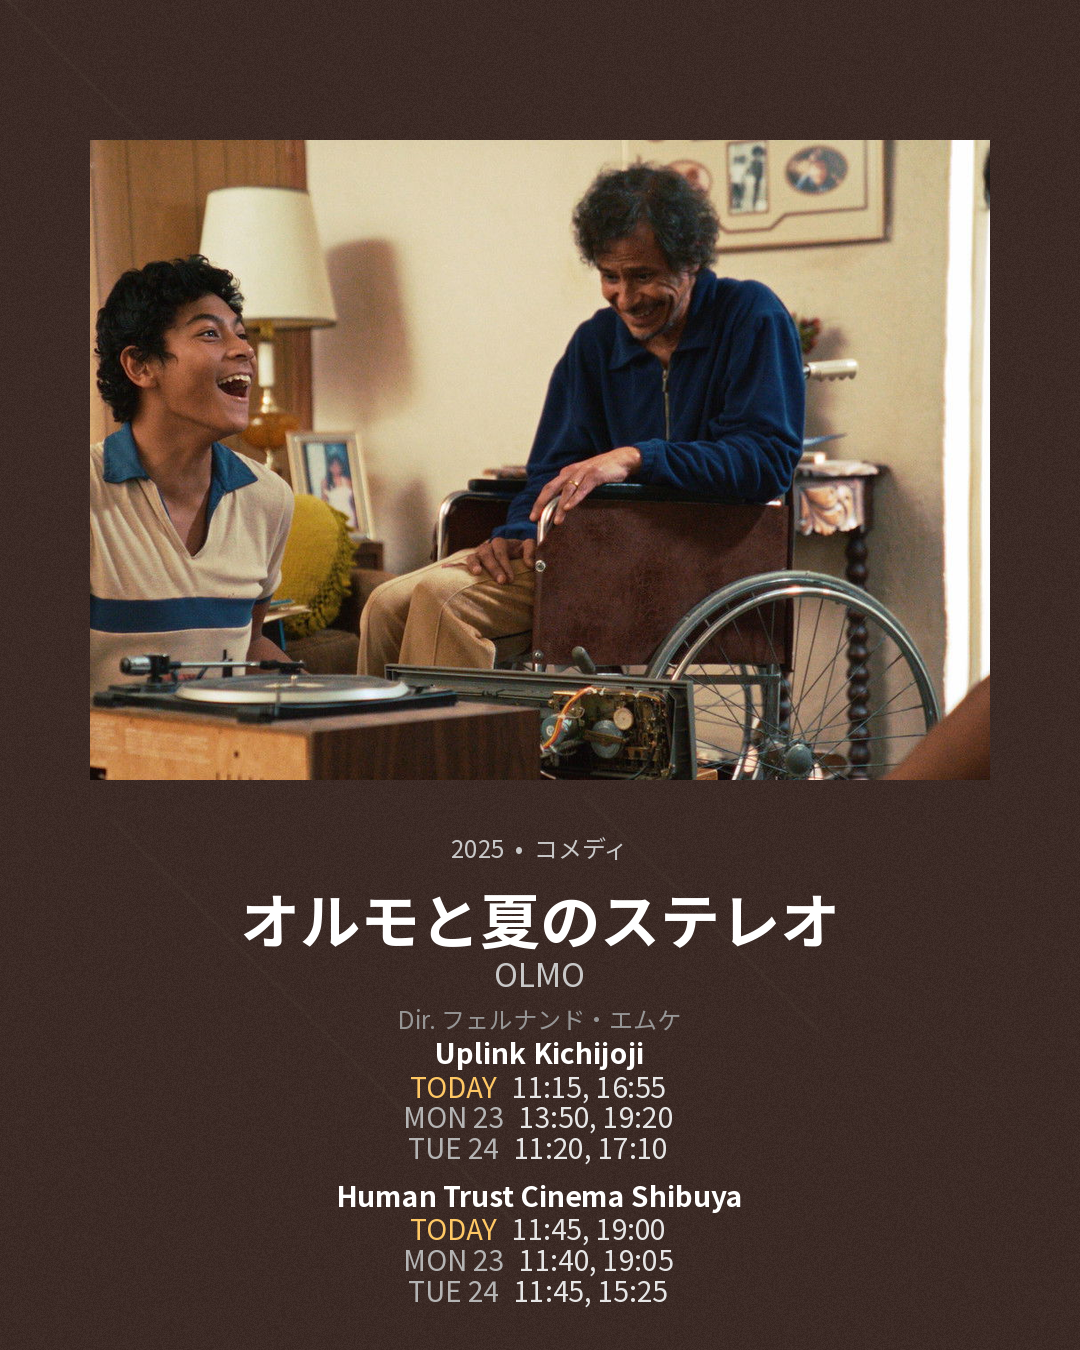 2025 • コメディ
オルモと夏のステレオ
OLMO
Dir. フェルナンド・エムケ
Uplink Kichijoji
TODAY 11:15, 16:55
MON 23 13:50, 19:20
TUE 24 11:20, 17:10
Human Trust Cinema Shibuya
TODAY 11:45, 19:00
MON 23 11:40, 19:05
TUE 24 11:45, 15:25